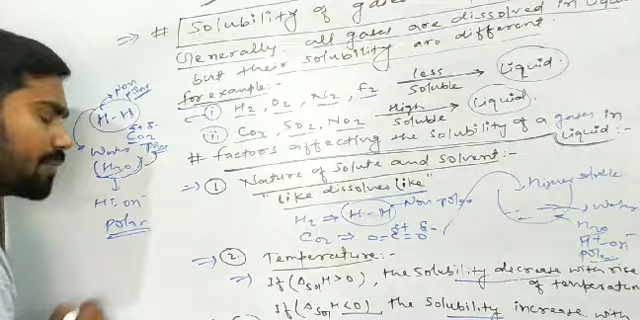 ⇒ # Solubility of gases
Generally all gases are dissolved in liquid
but their solubility are different.
for example:
(i) H2, O2, N2, F2 less Soluble → Liquid.
(ii) CO2, SO2, NO2 High Soluble → Liquid.
# factors affecting the solubility of a gases in
Liquid:-
⇒ (1) Nature of Solute and Solvent:-
"like dissolves like"
H2 ⇒ H-H Non polar
CO2 ⇒ O=C=O
δ+ δ-
Water
H2O
H+ - OH-
polar
⇒ (2) Temperature:-
⇒ If (ΔSolH>0), the Solubility decrease with rise
of temperature
If (ΔSolH<0), the Solubility increase with
Non
polar
H-H
CO2
Water
polar
(H2O)
polar